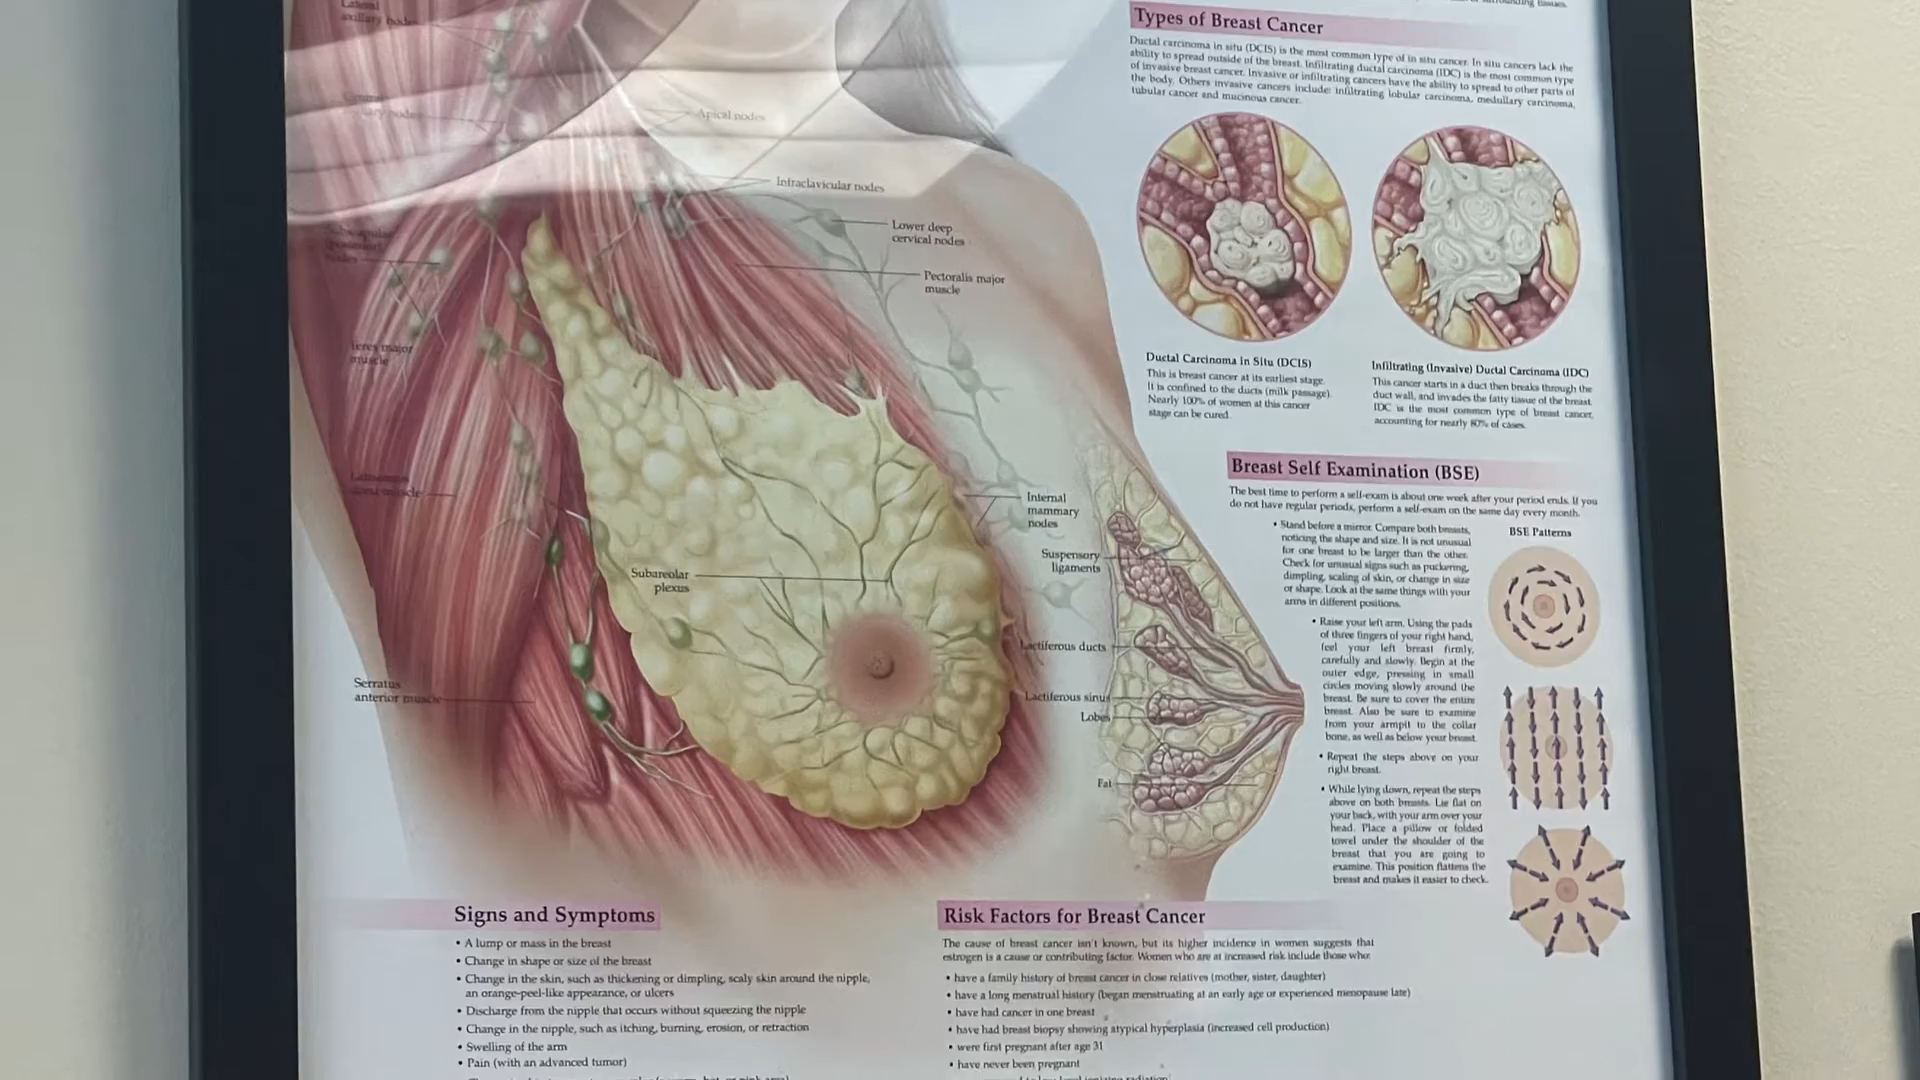 surrounding tissues.
Types of Breast Cancer
Ductal carcinoma in situ (DCIS) is the most common type of in situ cancer. In situ cancers lack the
ability to spread outside of the breast. Infiltrating ductal carcinoma (IDC) is the most common type
of invasive breast cancer. Invasive or infiltrating cancers have the ability to spread to other parts of
the body. Others invasive cancers include: infiltrating lobular carcinoma, medullary carcinoma,
tubular cancer and mucinous cancer.
Ductal Carcinoma in Situ (DCIS)
This is breast cancer at its earliest stage.
It is confined to the ducts (milk passage).
Nearly 100% of women at this cancer
stage can be cured.
Infiltrating (Invasive) Ductal Carcinoma (IDC)
This cancer starts in a duct then breaks through the
duct wall, and invades the fatty tissue of the breast.
IDC is the most common type of breast cancer,
accounting for nearly 80% of cases.
Lateral
axillary nodes
Apical nodes
Infraclavicular nodes
Lower deep
cervical nodes
Pectoralis major
muscle
Teres major
muscle
Internal
mammary
nodes
Suspensory
ligaments
Subareolar
plexus
Lactiferous ducts
Serratus
anterior muscle
Lactiferous sinus
Lobes
Fat
Breast Self Examination (BSE)
The best time to perform a self-exam is about one week after your period ends. If you
do not have regular periods, perform a self-exam on the same day every month.
• Stand before a mirror. Compare both breasts,
noticing the shape and size. It is not unusual
for one breast to be larger than the other.
Check for unusual signs such as puckering,
dimpling, scaling of skin, or change in size
or shape. Look at the same things with your
arms in different positions.
• Raise your left arm. Using the pads
of three fingers of your right hand,
feel your left breast firmly,
carefully and slowly. Begin at the
outer edge, pressing in small
circles moving slowly around the
breast. Be sure to cover the entire
breast. Also be sure to examine
from your armpit to the collar
bone, as well as below your breast.
• Repeat the steps above on your
right breast.
• While lying down, repeat the steps
above on both breasts. Lie flat on
your back, with your arm over your
head. Place a pillow or folded
towel under the shoulder of the
breast that you are going to
examine. This position flattens the
breast and makes it easier to check.
BSE Patterns
Signs and Symptoms
• A lump or mass in the breast
• Change in shape or size of the breast
• Change in the skin, such as thickening or dimpling, scaly skin around the nipple,
an orange-peel-like appearance, or ulcers
• Discharge from the nipple that occurs without squeezing the nipple
• Change in the nipple, such as itching, burning, erosion, or retraction
• Swelling of the arm
• Pain (with an advanced tumor)
Risk Factors for Breast Cancer
The cause of breast cancer isn't known, but its higher incidence in women suggests that
estrogen is a cause or contributing factor. Women who are at increased risk include those who:
• have a family history of breast cancer in close relatives (mother, sister, daughter)
• have a long menstrual history (began menstruating at an early age or experienced menopause late)
• have had cancer in one breast
• have had breast biopsy showing atypical hyperplasia (increased cell production)
• were first pregnant after age 31
• have never been pregnant